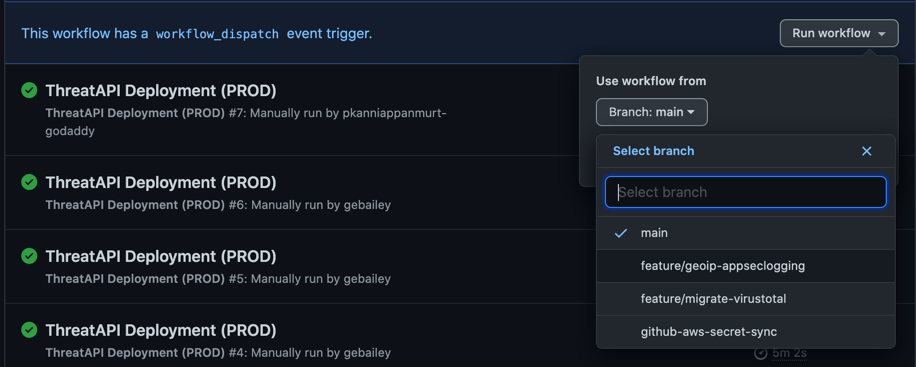 This workflow has a workflow_dispatch event trigger.
Run workflow
Use workflow from
Branch: main
Select branch
Select branch
main
feature/geoip-appseclogging
feature/migrate-virustotal
github-aws-secret-sync
ThreatAPI Deployment (PROD)
ThreatAPI Deployment (PROD) #7: Manually run by pkanniappanmurt-
godaddy
ThreatAPI Deployment (PROD)
ThreatAPI Deployment (PROD) #6: Manually run by gebailey
ThreatAPI Deployment (PROD)
ThreatAPI Deployment (PROD) #5: Manually run by gebailey
ThreatAPI Deployment (PROD)
ThreatAPI Deployment (PROD) #4: Manually run by gebailey
5m 2s